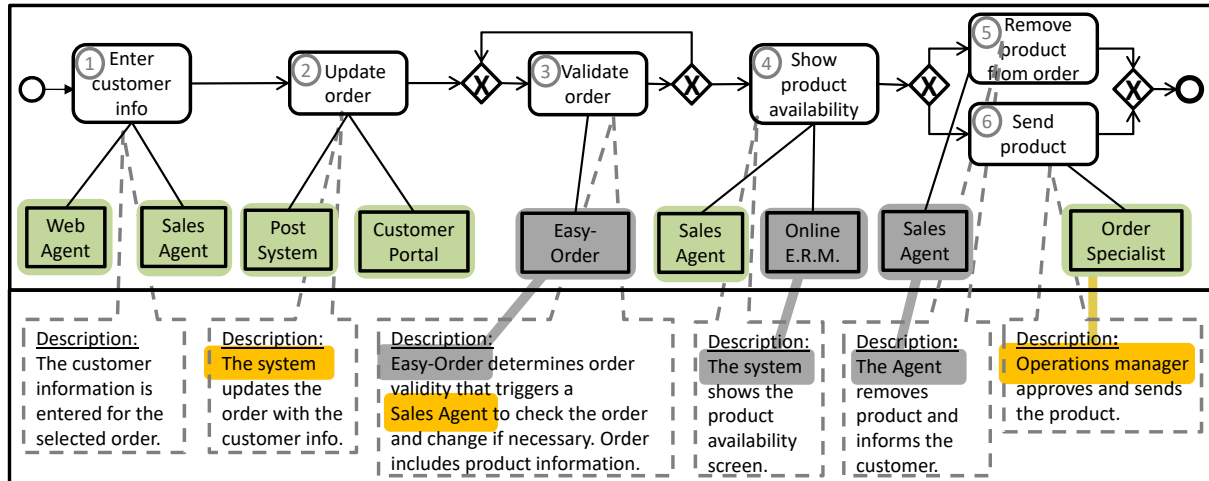 1
Enter
customer
info
2
Update
order
X
3
Validate
order
X
4
Show
product
availability
X
5
Remove
product
from order
6
Send
product
X
Web
Agent
Sales
Agent
Post
System
Customer
Portal
Easy-
Order
Sales
Agent
Online
E.R.M.
Sales
Agent
Order
Specialist
Description:
The customer
information is
entered for the
selected order.
Description:
The system
updates the
order with the
customer info.
Description:
Easy-Order determines order
validity that triggers a
Sales Agent to check the order
and change if necessary. Order
includes product information.
Description:
The system
shows the
product
availability
screen.
Description:
The Agent
removes
product and
informs the
customer.
Description:
Operations manager
approves and sends
the product.